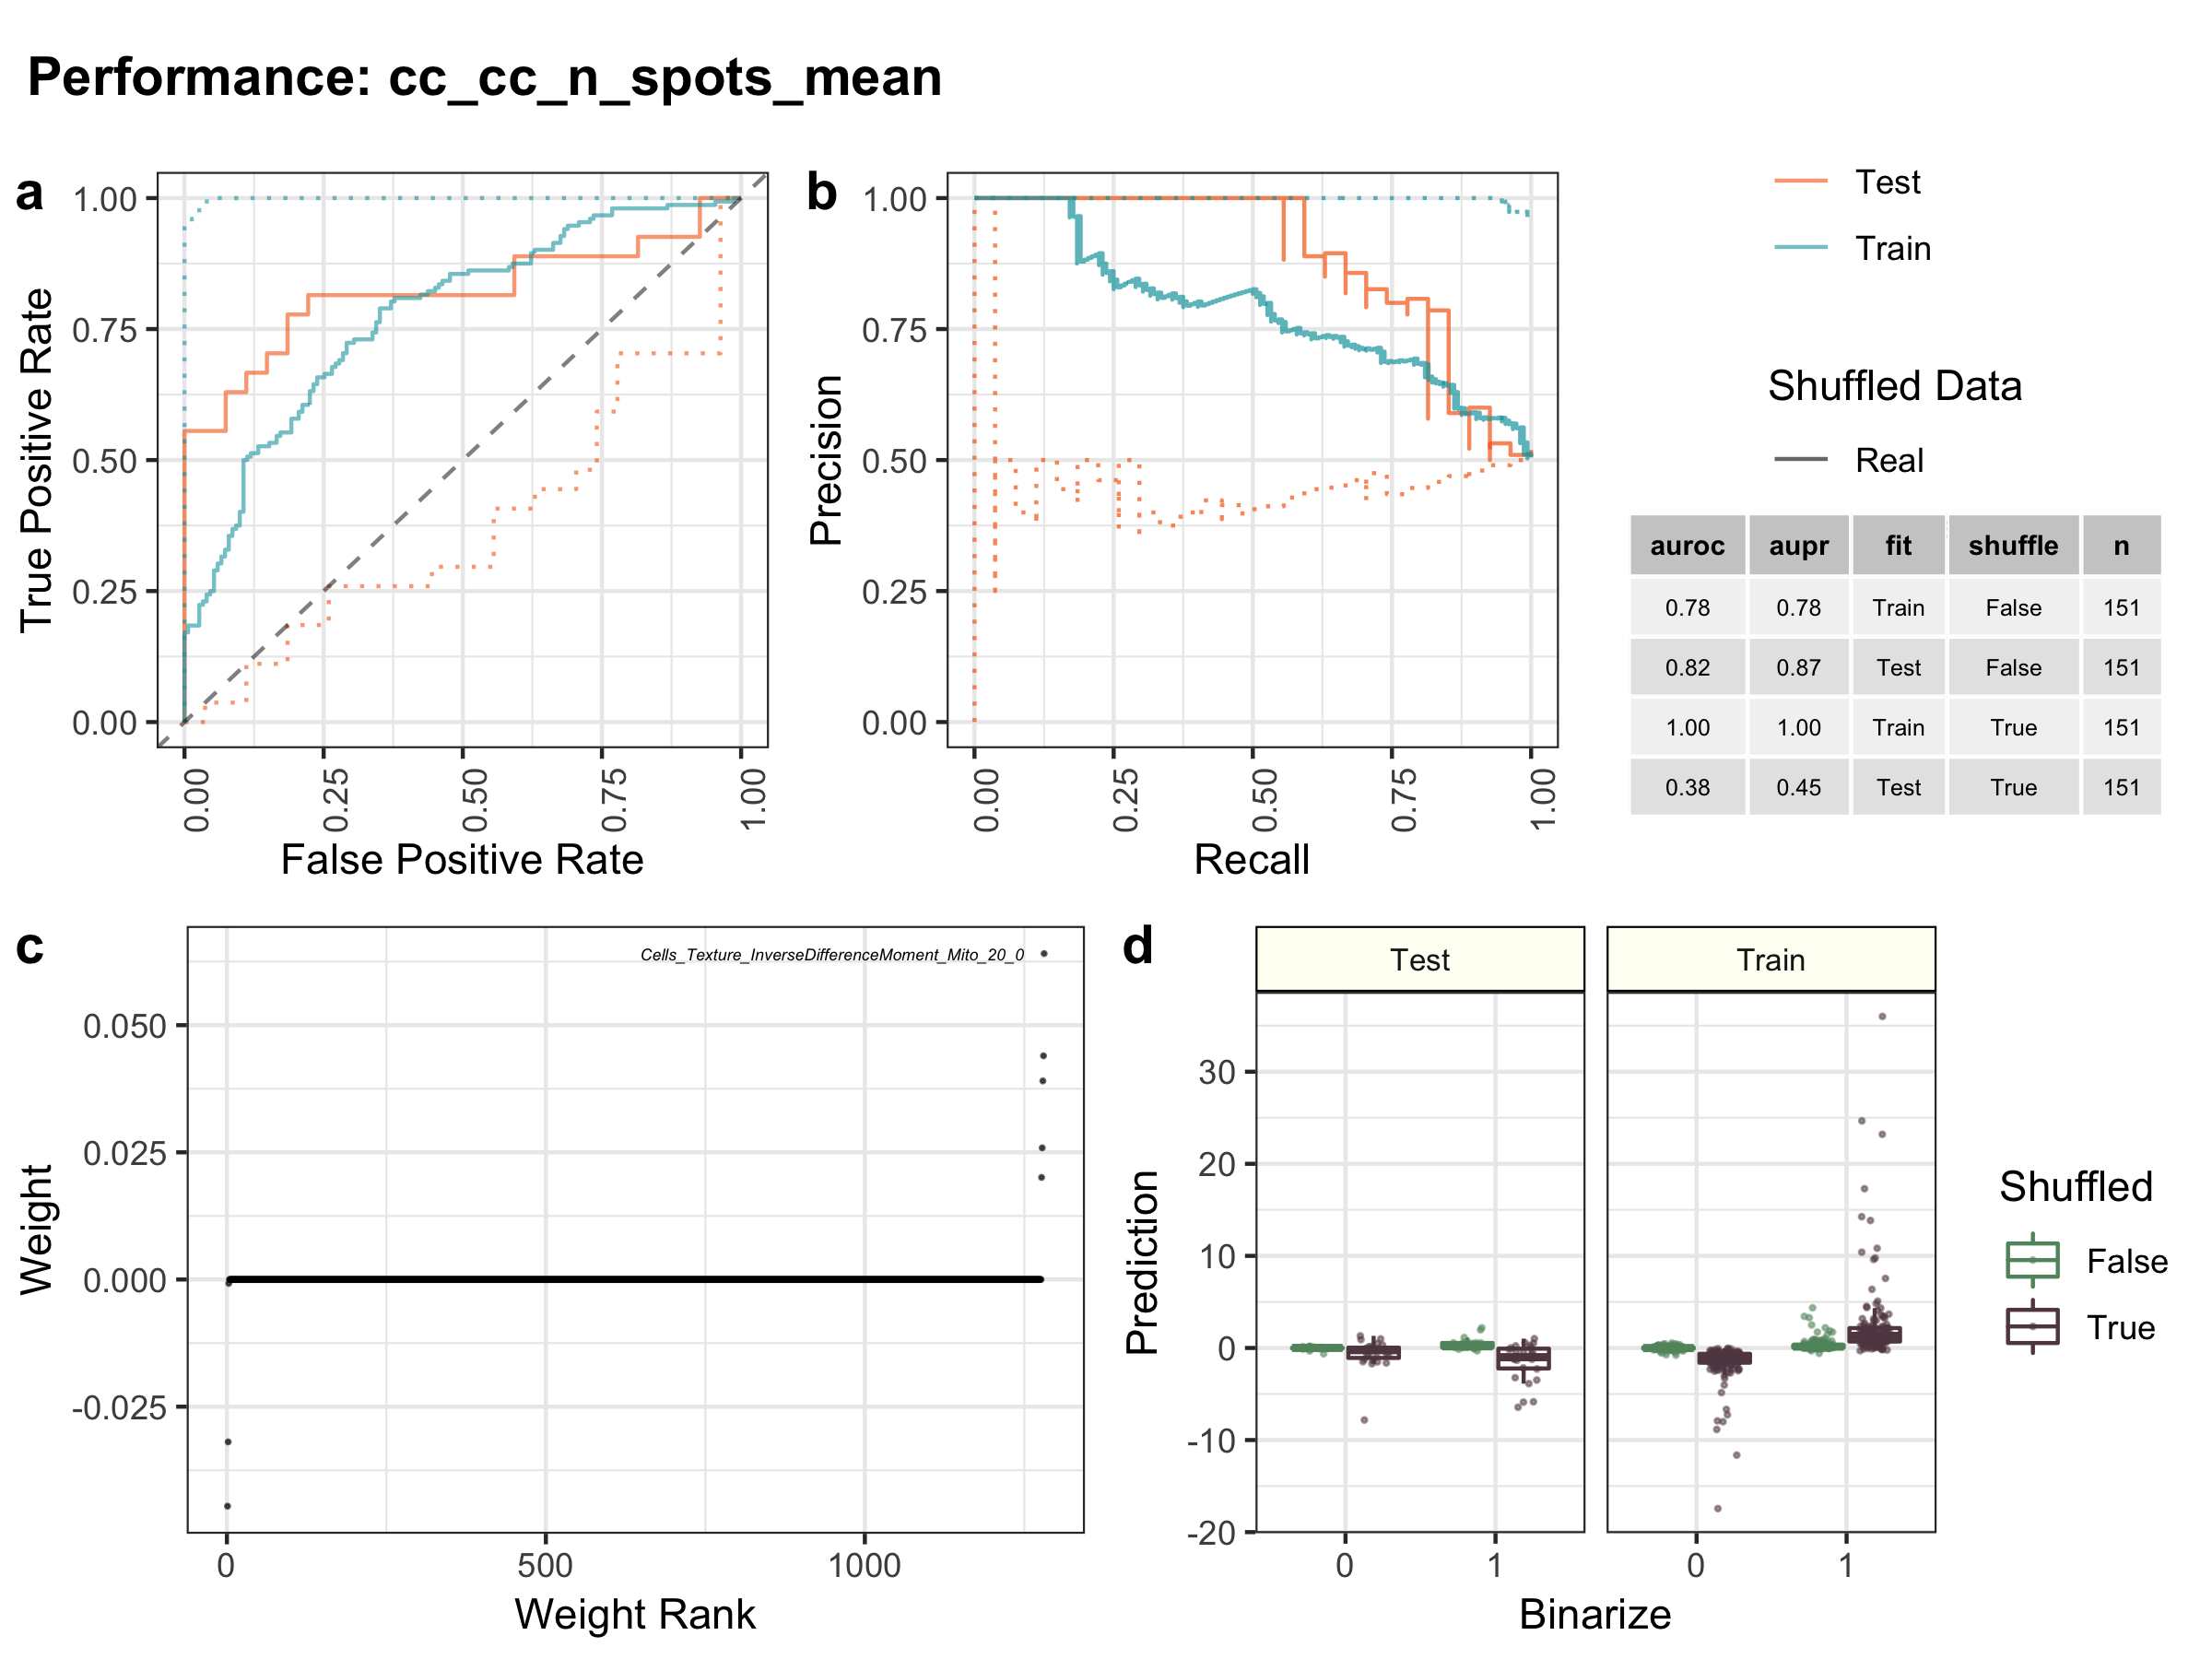 Performance: cc_cc_n_spots_mean
a
True Positive Rate
1.00
0.75
0.50
0.25
0.00
0.00
0.25
0.50
0.75
1.00
False Positive Rate
b
Precision
1.00
0.75
0.50
0.25
0.00
0.00
0.25
0.50
0.75
1.00
Recall
Test
Train
Shuffled Data
Real
auroc aupr fit shuffle n
0.78 0.78 Train False 151
0.82 0.87 Test False 151
1.00 1.00 Train True 151
0.38 0.45 Test True 151
c
Weight
Cells_Texture_InverseDifferenceMoment_Mito_20_0
0.050
0.025
0.000
-0.025
0
500
1000
Weight Rank
d
Test
Train
Prediction
30
20
10
0
-10
-20
0
1
0
1
Binarize
Shuffled
False
True